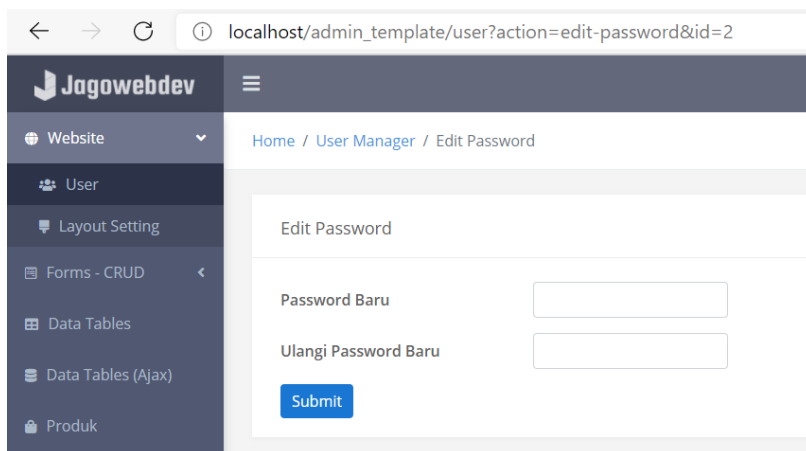 localhost/admin_template/user?action=edit-password&id=2
Jagowebdev
Website
Home / User Manager / Edit Password
User
Layout Setting
Edit Password
Forms - CRUD
Password Baru
Data Tables
Ulangi Password Baru
Data Tables (Ajax)
Submit
Produk